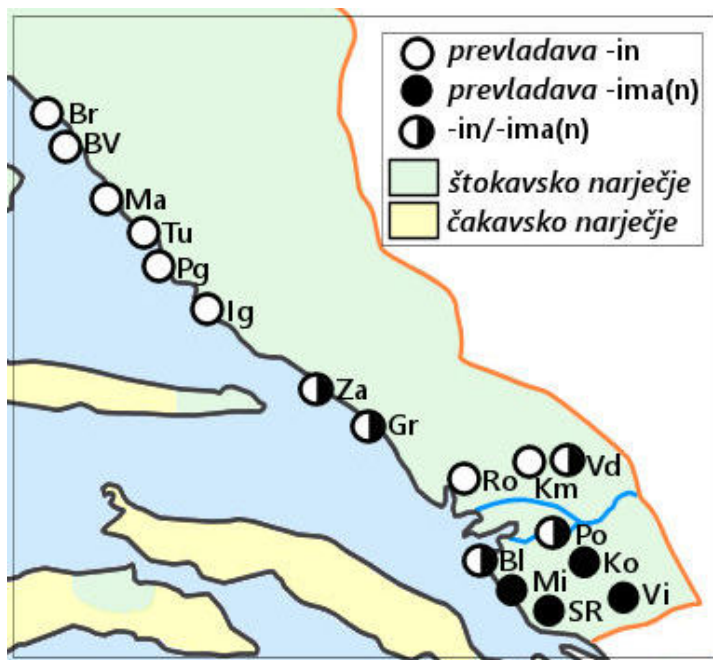 prevladava -in
prevladava -ima(n)
-in/-ima(n)
štokavsko narječje
čakavsko narječje
Br
BV
Ma
Tu
Pg
Ig
Za
Gr
Ro
Km
Vd
Po
Bl
Ko
Mi
Vi
SR